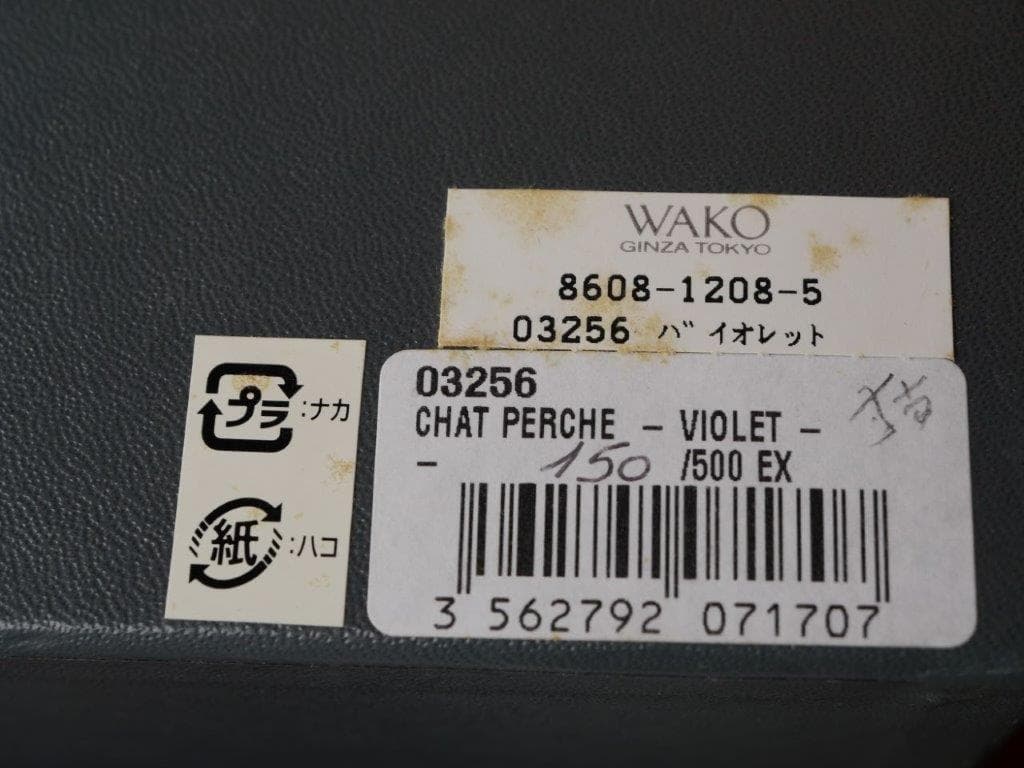 WAKO
GINZA TOKYO
8608-1208-5
03256 バイオレット
プラ:ナカ
紙:ハコ
03256
CHAT PERCHE - VIOLET -
- 150 /500 EX
3 562792 071707